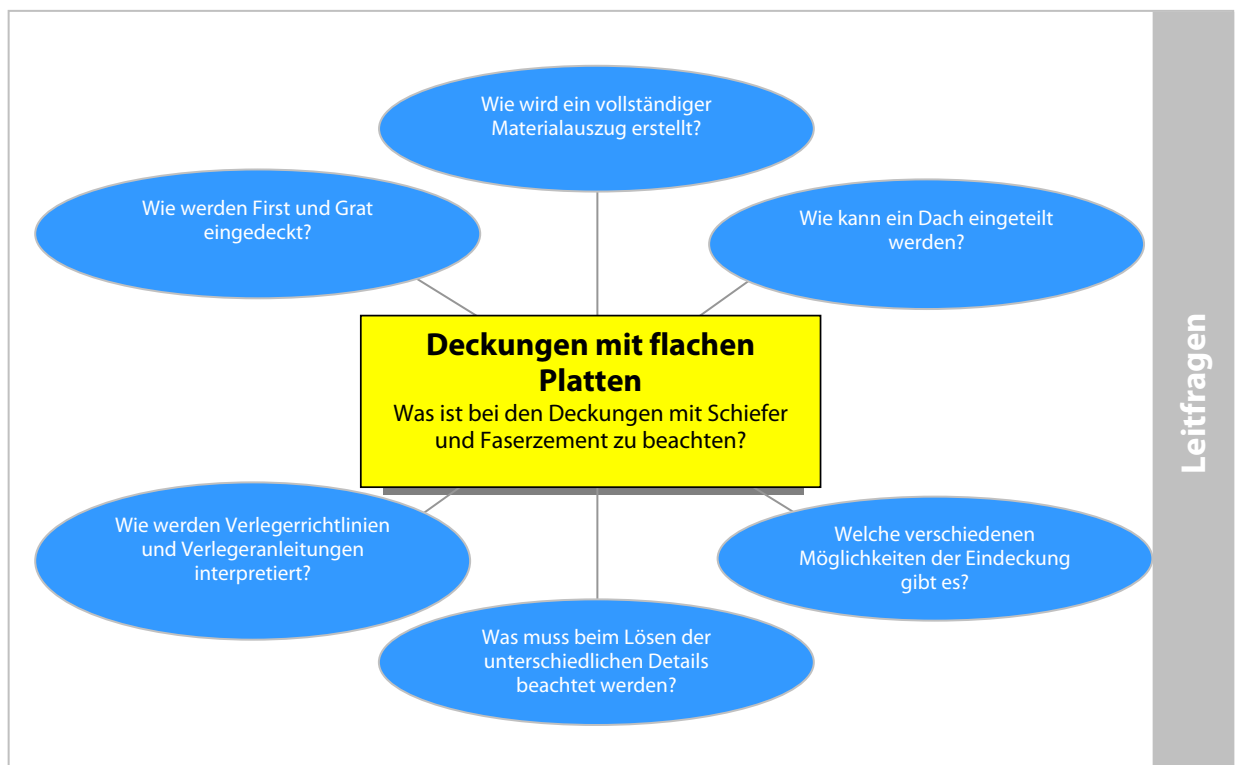 Wie wird ein vollständiger
Materialauszug erstellt?
Wie werden First und Grat
eingedeckt?
Wie kann ein Dach eingeteilt
werden?
Deckungen mit flachen
Platten
Was ist bei den Deckungen mit Schiefer
und Faserzement zu beachten?
Wie werden Verlegerrichtlinien
und Verlegeranleitungen
interpretiert?
Welche verschiedenen
Möglichkeiten der Eindeckung
gibt es?
Was muss beim Lösen der
unterschiedlichen Details
beachtet werden?
Leitfragen